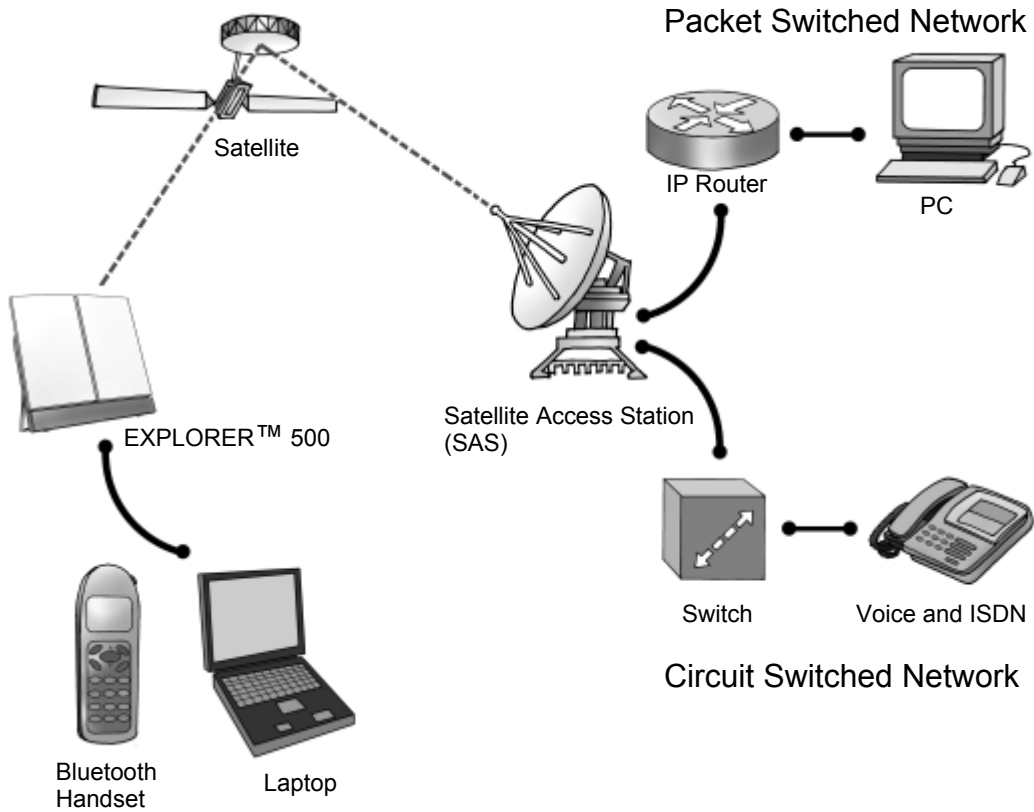 Packet Switched Network
Satellite
IP Router
PC
Satellite Access Station
(SAS)
EXPLORER™ 500
Switch
Voice and ISDN
Circuit Switched Network
Bluetooth
Handset
Laptop